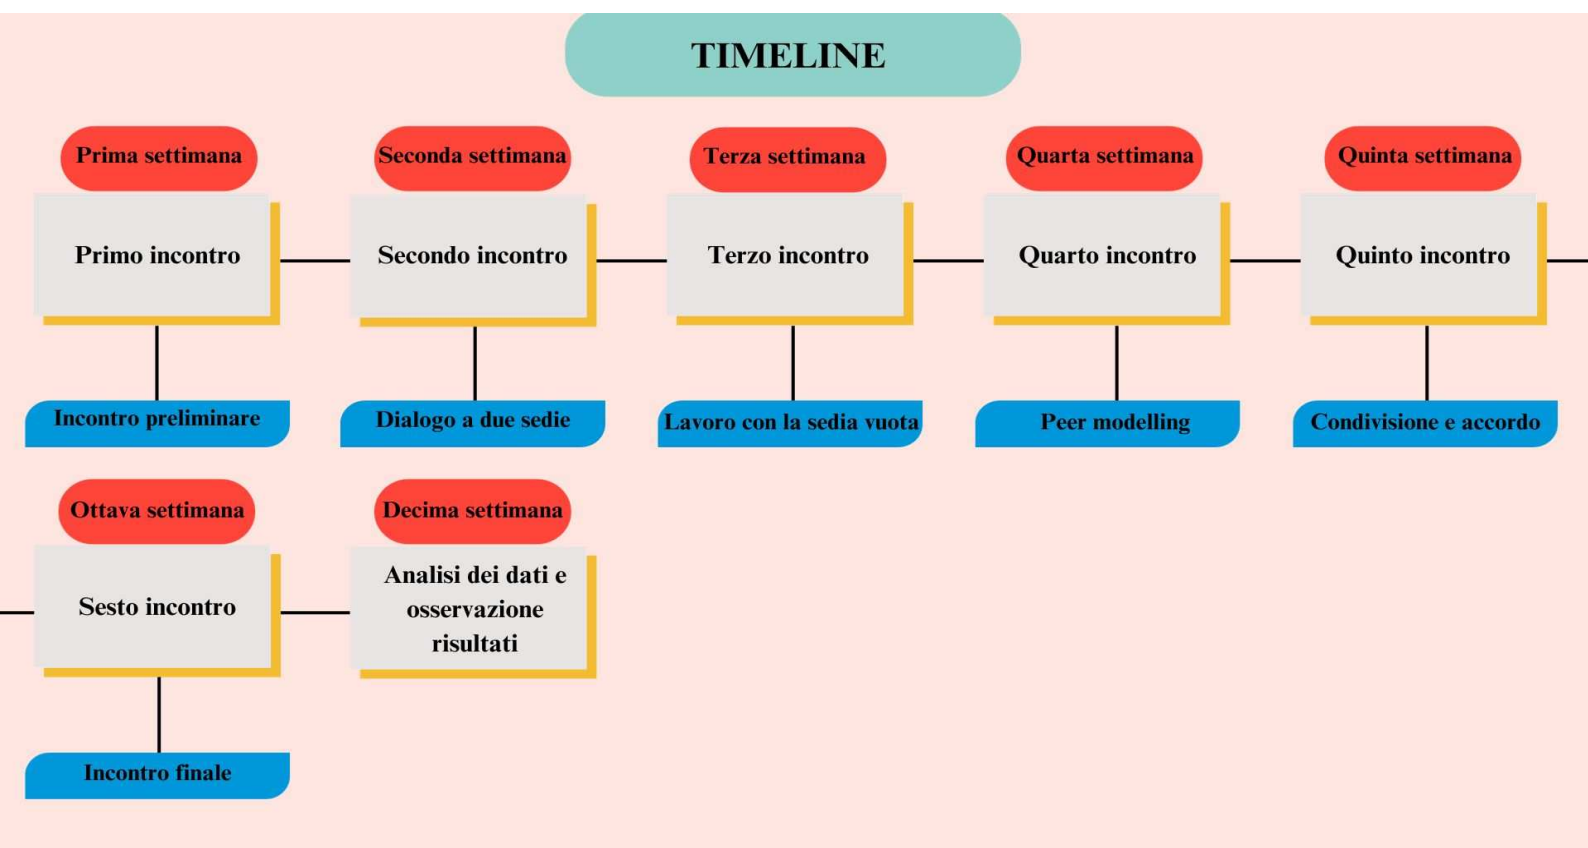 TIMELINE
Prima settimana
Seconda settimana
Terza settimana
Quarta settimana
Quinta settimana
Primo incontro
Secondo incontro
Terzo incontro
Quarto incontro
Quinto incontro
Incontro preliminare
Dialogo a due sedie
Lavoro con la sedia vuota
Peer modelling
Condivisione e accordo
Ottava settimana
Decima settimana
Sesto incontro
Analisi dei dati e
osservazione
risultati
Incontro finale